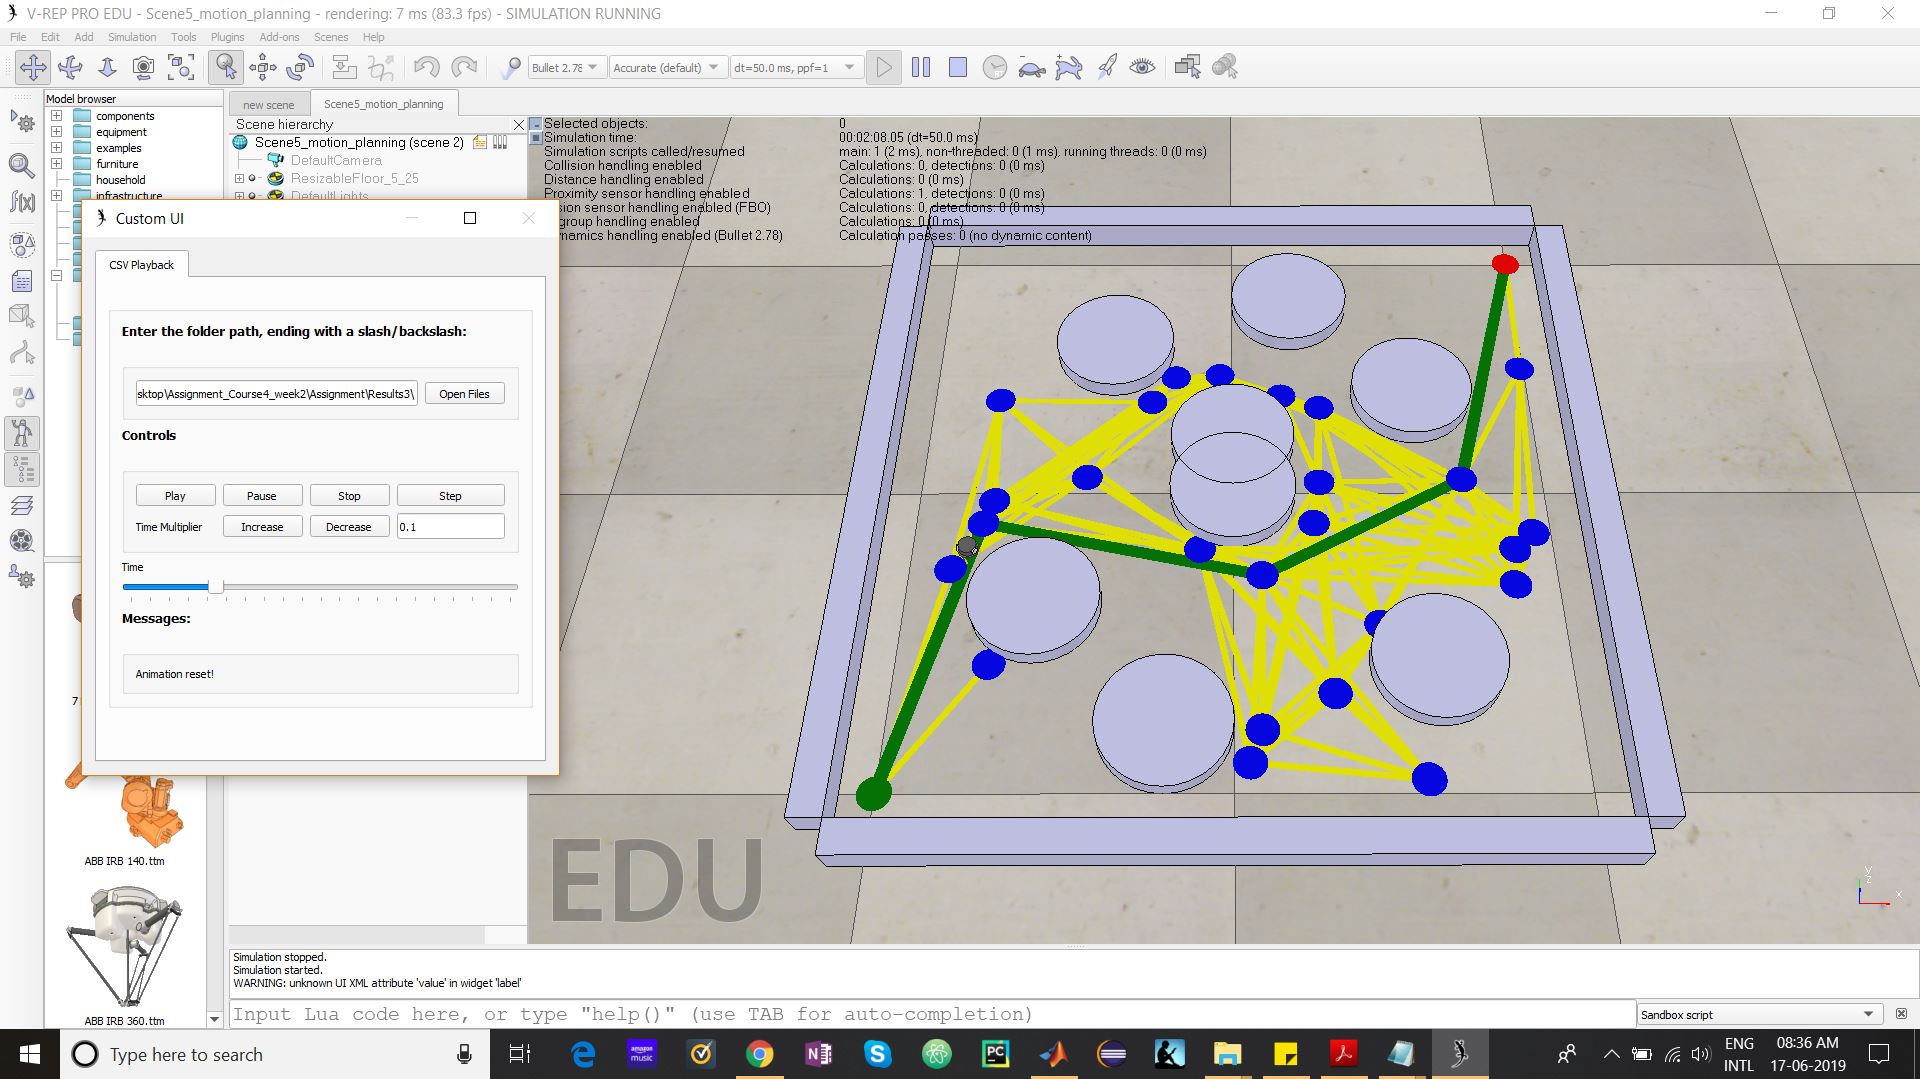 V-REP PRO EDU - Scene5_motion_planning - rendering: 7 ms (83.3 fps) - SIMULATION RUNNING
File Edit Add Simulation Tools Plugins Add-ons Scenes Help
Bullet 2.78 Accurate (default) dt=50.0 ms, ppf=1
Model browser
components
equipment
examples
furniture
household
infrastructure
new scene Scene5_motion_planning
Scene hierarchy
Scene5_motion_planning (scene 2)
DefaultCamera
ResizableFloor_5_25
DefaultLights
Selected objects: 0
Simulation time: 00:02:08.05 (dt=50.0 ms)
Simulation scripts called/resumed main: 1 (2 ms), non-threaded: 0 (1 ms), running threads: 0 (0 ms)
Collision handling enabled Calculations: 0, detections: 0 (0 ms)
Distance handling enabled Calculations: 0 (0 ms)
Proximity sensor handling enabled Calculations: 1, detections: 0 (0 ms)
ision sensor handling enabled (FBO) Calculations: 0, detections: 0 (0 ms)
group handling enabled Calculations: 0 (0 ms)
ynamics handling enabled (Bullet 2.78) Calculation passes: 0 (no dynamic content)
Custom UI
CSV Playback
Enter the folder path, ending with a slash/backslash:
sktop\Assignment_Course4_week2\Assignment\Results3\ Open Files
Controls
Play Pause Stop Step
Time Multiplier Increase Decrease 0.1
Time
Messages:
Animation reset!
7
ABB IRB 140.ttm
ABB IRB 360.ttm
EDU
y
z
x
Simulation stopped.
Simulation started.
WARNING: unknown UI XML attribute 'value' in widget 'label'
Input Lua code here, or type "help()" (use TAB for auto-completion) Sandbox script
Type here to search
amazon music
PC
ENG
INTL
08:36 AM
17-06-2019